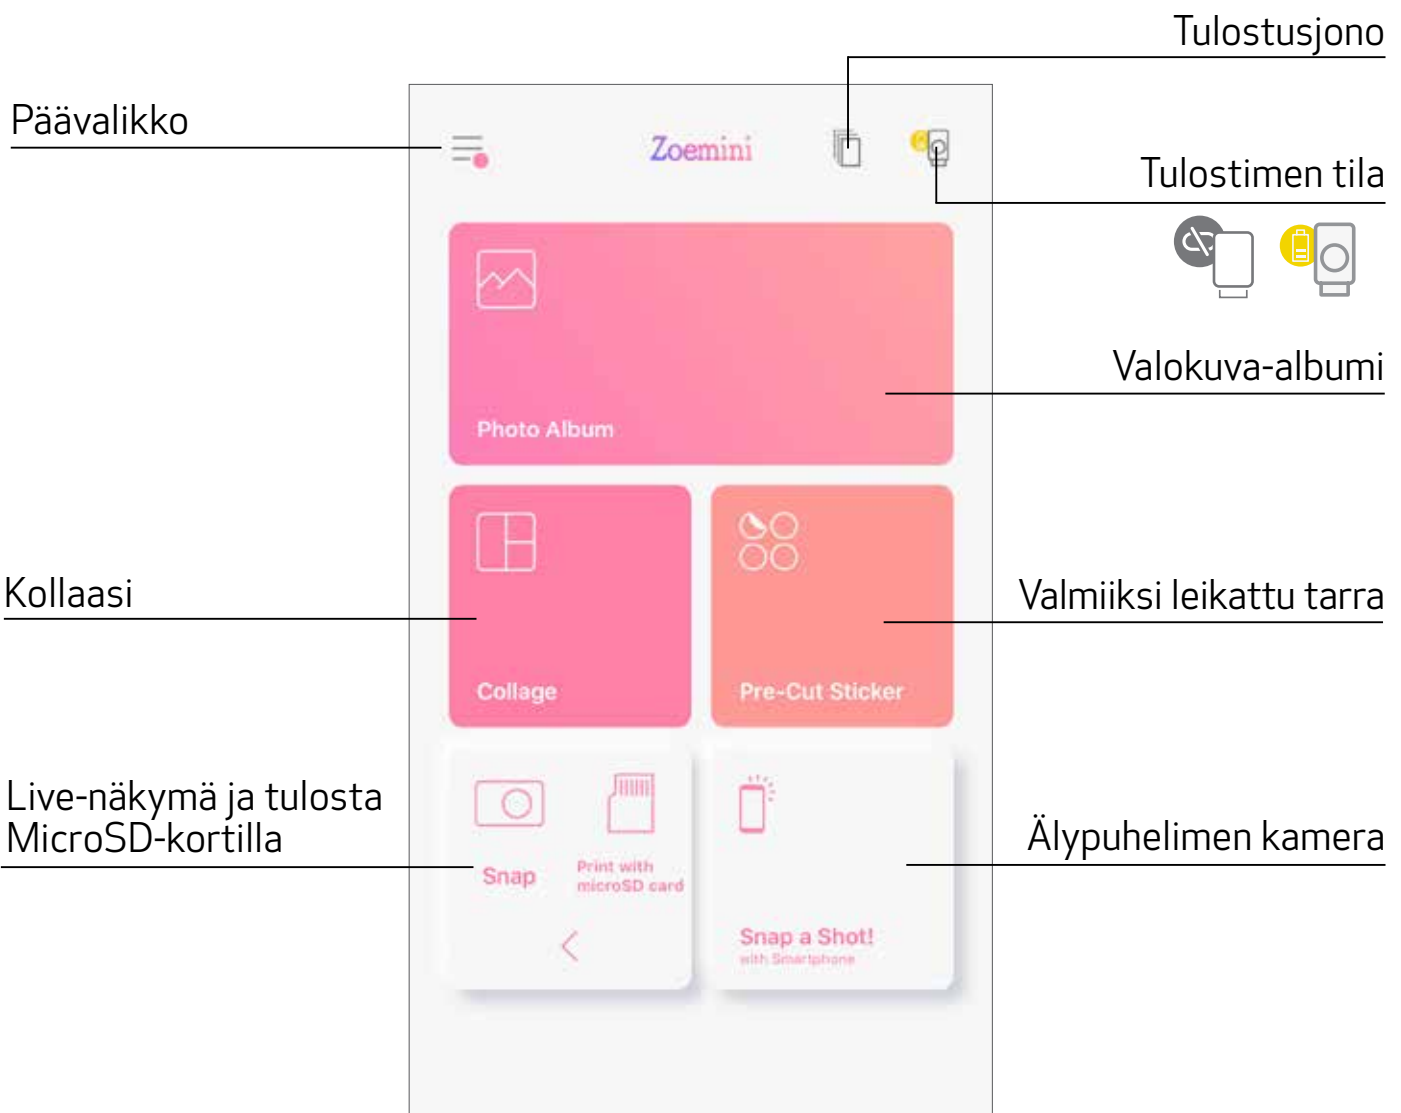 Tulostusjono
Päävalikko
Zoemini
Tulostimen tila
Valokuva-albumi
Photo Album
Kollaasi
Valmiiksi leikattu tarra
Collage
Pre-Cut Sticker
Live-näkymä ja tulosta
MicroSD-kortilla
Älypuhelimen kamera
Snap
Print with
microSD card
Snap a Shot!
with Smartphone